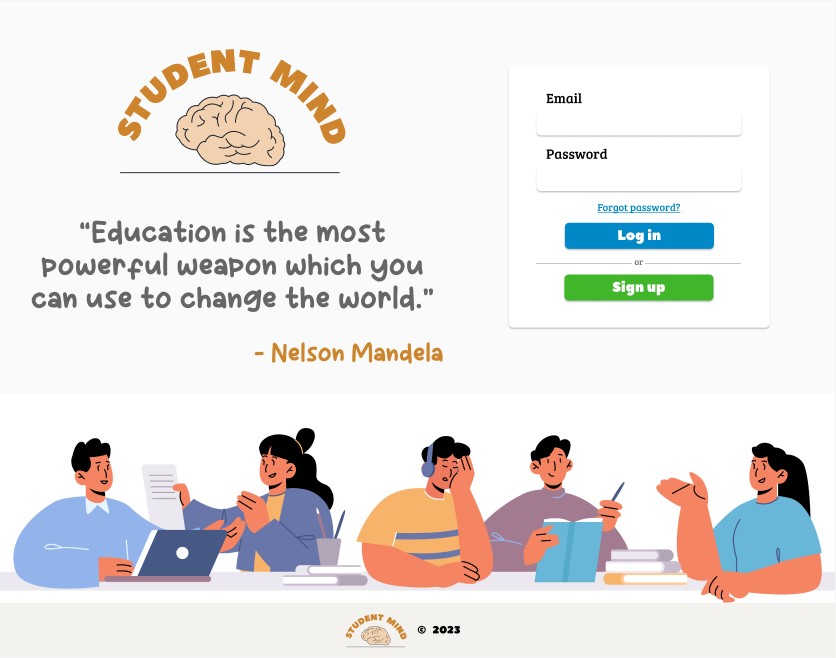 STUDENT MIND
"Education is the most
powerful weapon which you
can use to change the world."
- Nelson Mandela
Email
Password
Forgot password?
Log in
or
Sign up
STUDENT MIND
© 2023